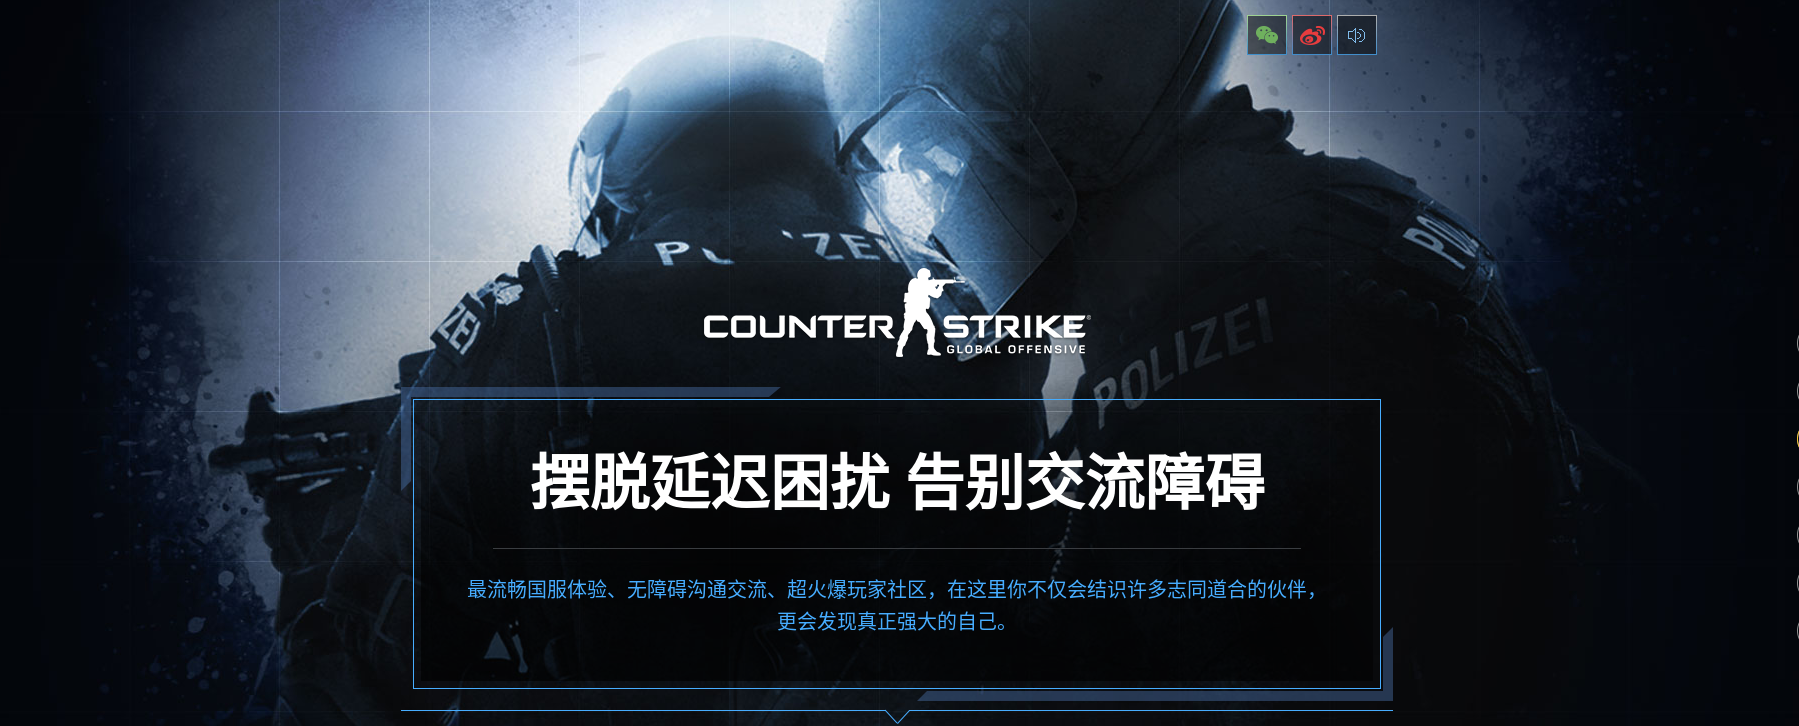 POLIZEI
ZEI
POLIZEI
COUNTER STRIKE®
GLOBAL OFFENSIVE
摆脱延迟困扰 告别交流障碍
最流畅国服体验、无障碍沟通交流、超火爆玩家社区，在这里你不仅会结识许多志同道合的伙伴，
更会发现真正强大的自己。